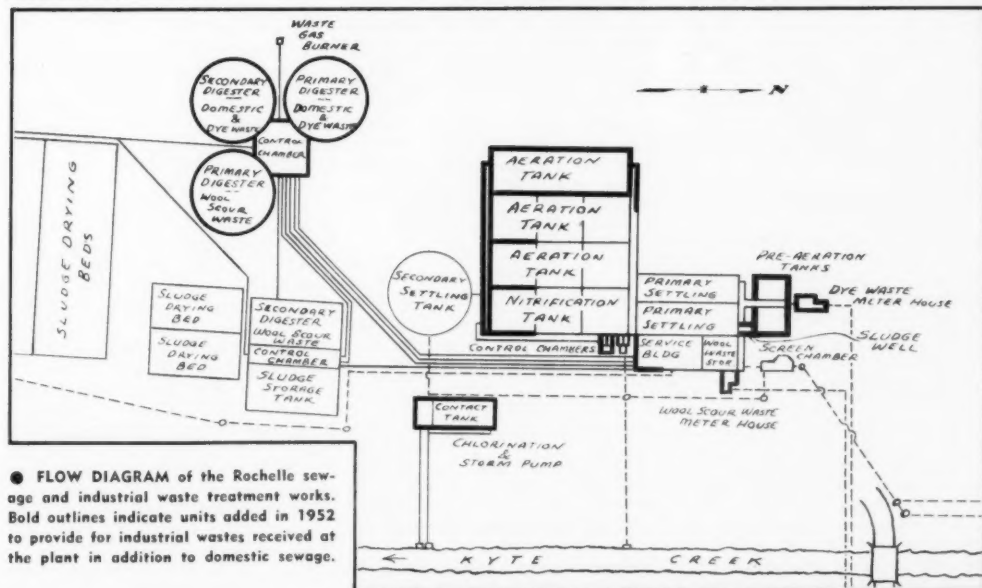 WASTE
GAS
BURNER
SECONDARY
DIGESTER
DOMESTIC
&
DYE WASTE
PRIMARY
DIGESTER
DOMESTIC
&
DYE WASTE
CONTROL
CHAMBER
PRIMARY
DIGESTER
WOOL
SCOUR
WASTE
N
SLUDGE DRYING
BEDS
AERATION
TANK
AERATION
TANK
AERATION
TANK
NITRIFICATION
TANK
SECONDARY
SETTLING
TANK
PRE-AERATION
TANKS
DYE WASTE
METER HOUSE
PRIMARY
SETTLING
PRIMARY
SETTLING
SLUDGE
WELL
SERVICE
BLDG
WOOL
WASTE
STOR.
SCREEN
CHAMBER
CONTROL CHAMBERS
SLUDGE
DRYING
BED
SLUDGE
DRYING
BED
SECONDARY
DIGESTER
WOOL SCOUR
WASTE
CONTROL
CHAMBER
SLUDGE
STORAGE
TANK
CONTACT
TANK
CHLORINATION
&
STORM PUMP
WOOL SCOUR WASTE
METER HOUSE
KYTE CREEK
● FLOW DIAGRAM of the Rochelle sew-
age and industrial waste treatment works.
Bold outlines indicate units added in 1952
to provide for industrial wastes received at
the plant in addition to domestic sewage.